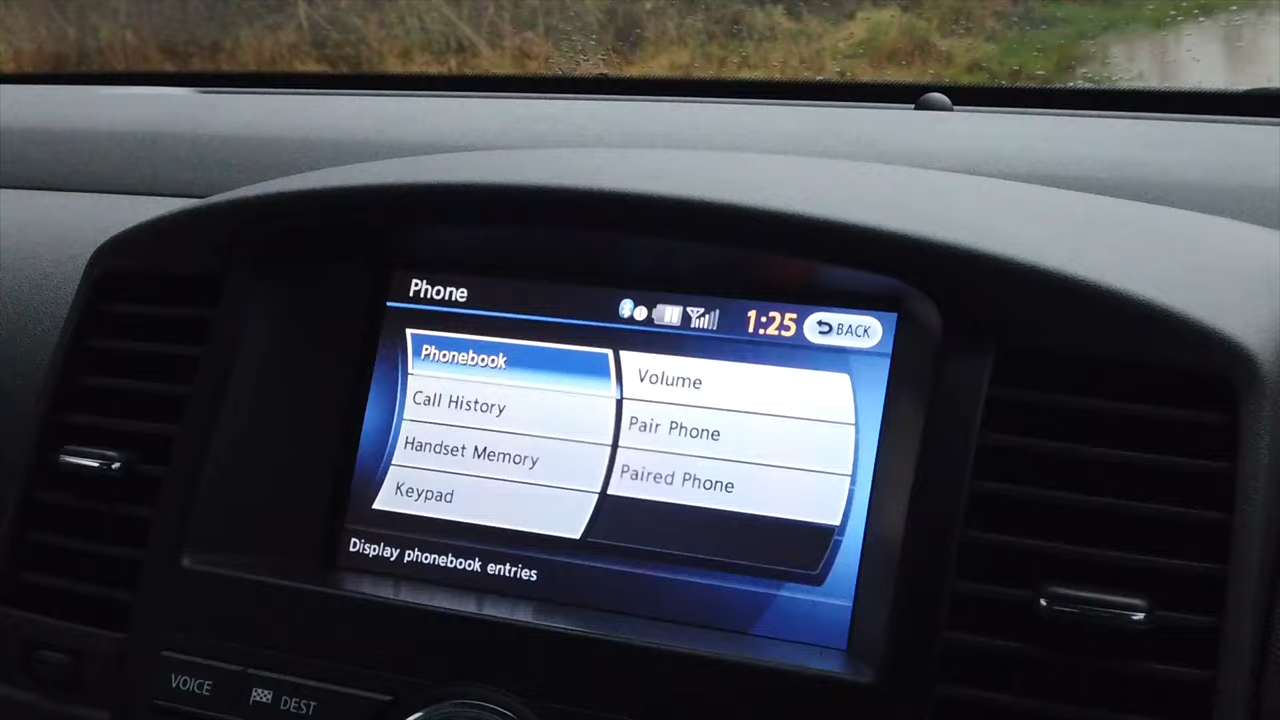 Phone
1:25
BACK
Phonebook
Call History
Handset Memory
Keypad
Volume
Pair Phone
Paired Phone
Display phonebook entries
VOICE
DEST